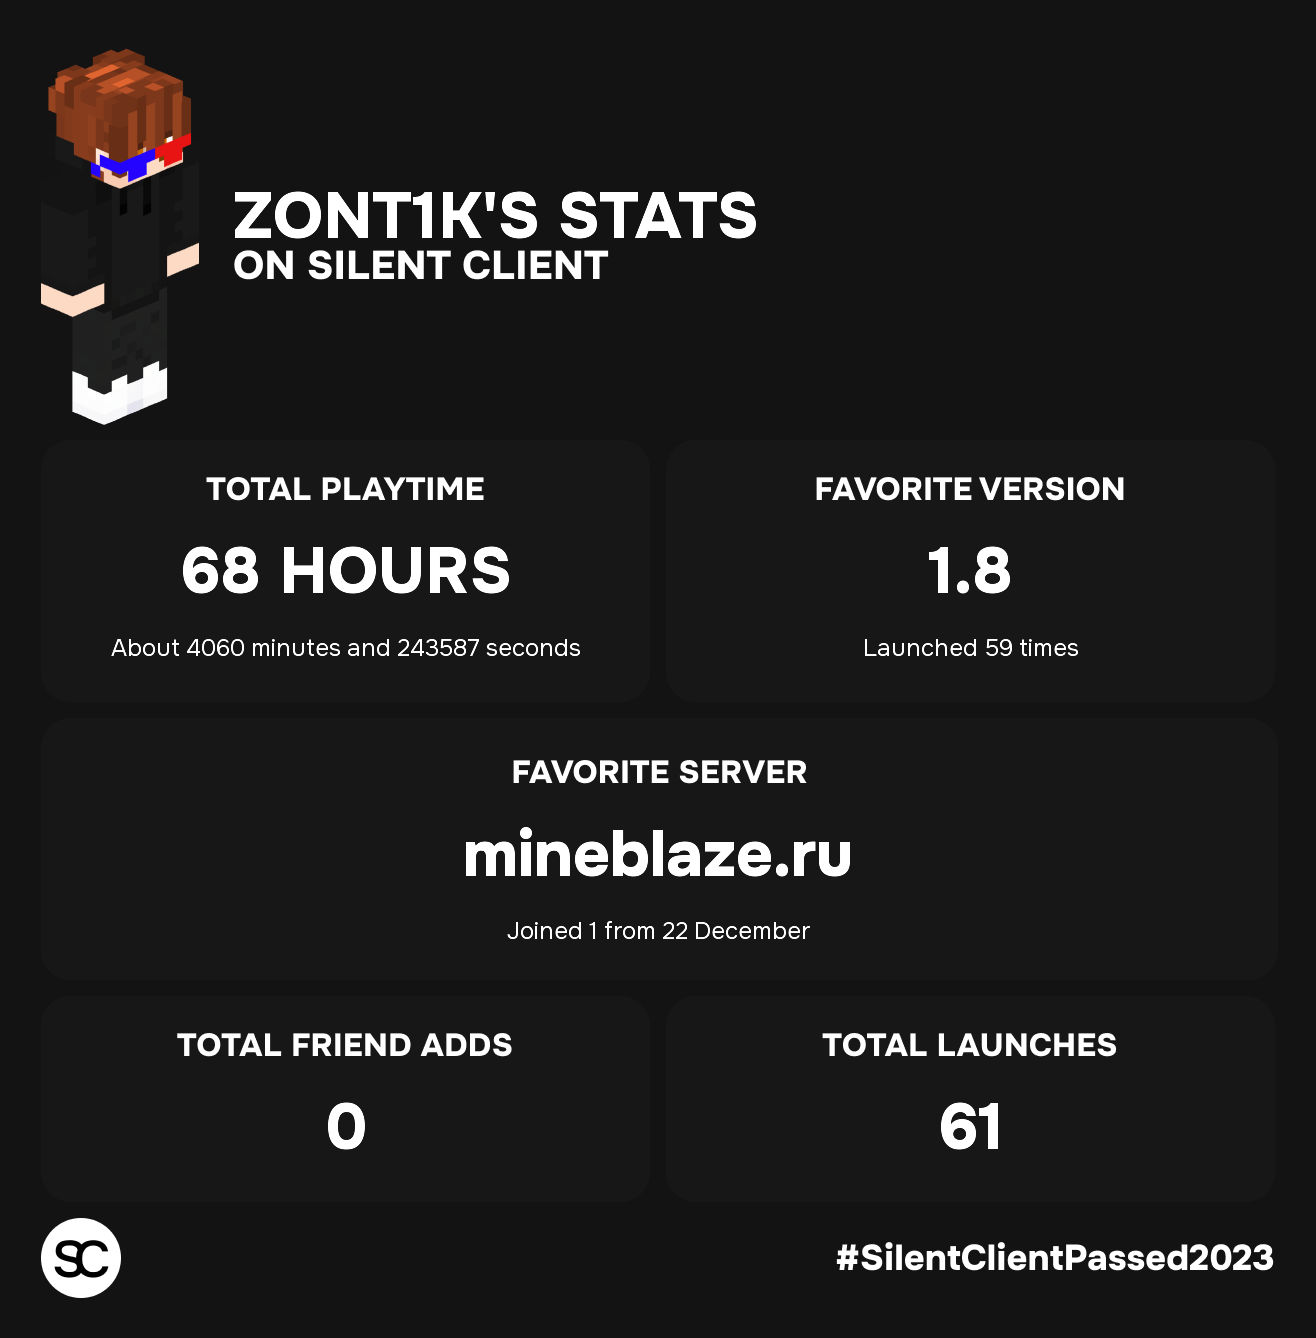 ZONT1K'S STATS
ON SILENT CLIENT
TOTAL PLAYTIME
68 HOURS
About 4060 minutes and 243587 seconds
FAVORITE VERSION
1.8
Launched 59 times
FAVORITE SERVER
mineblaze.ru
Joined 1 from 22 December
TOTAL FRIEND ADDS
0
TOTAL LAUNCHES
61
SC
#SilentClientPassed2023